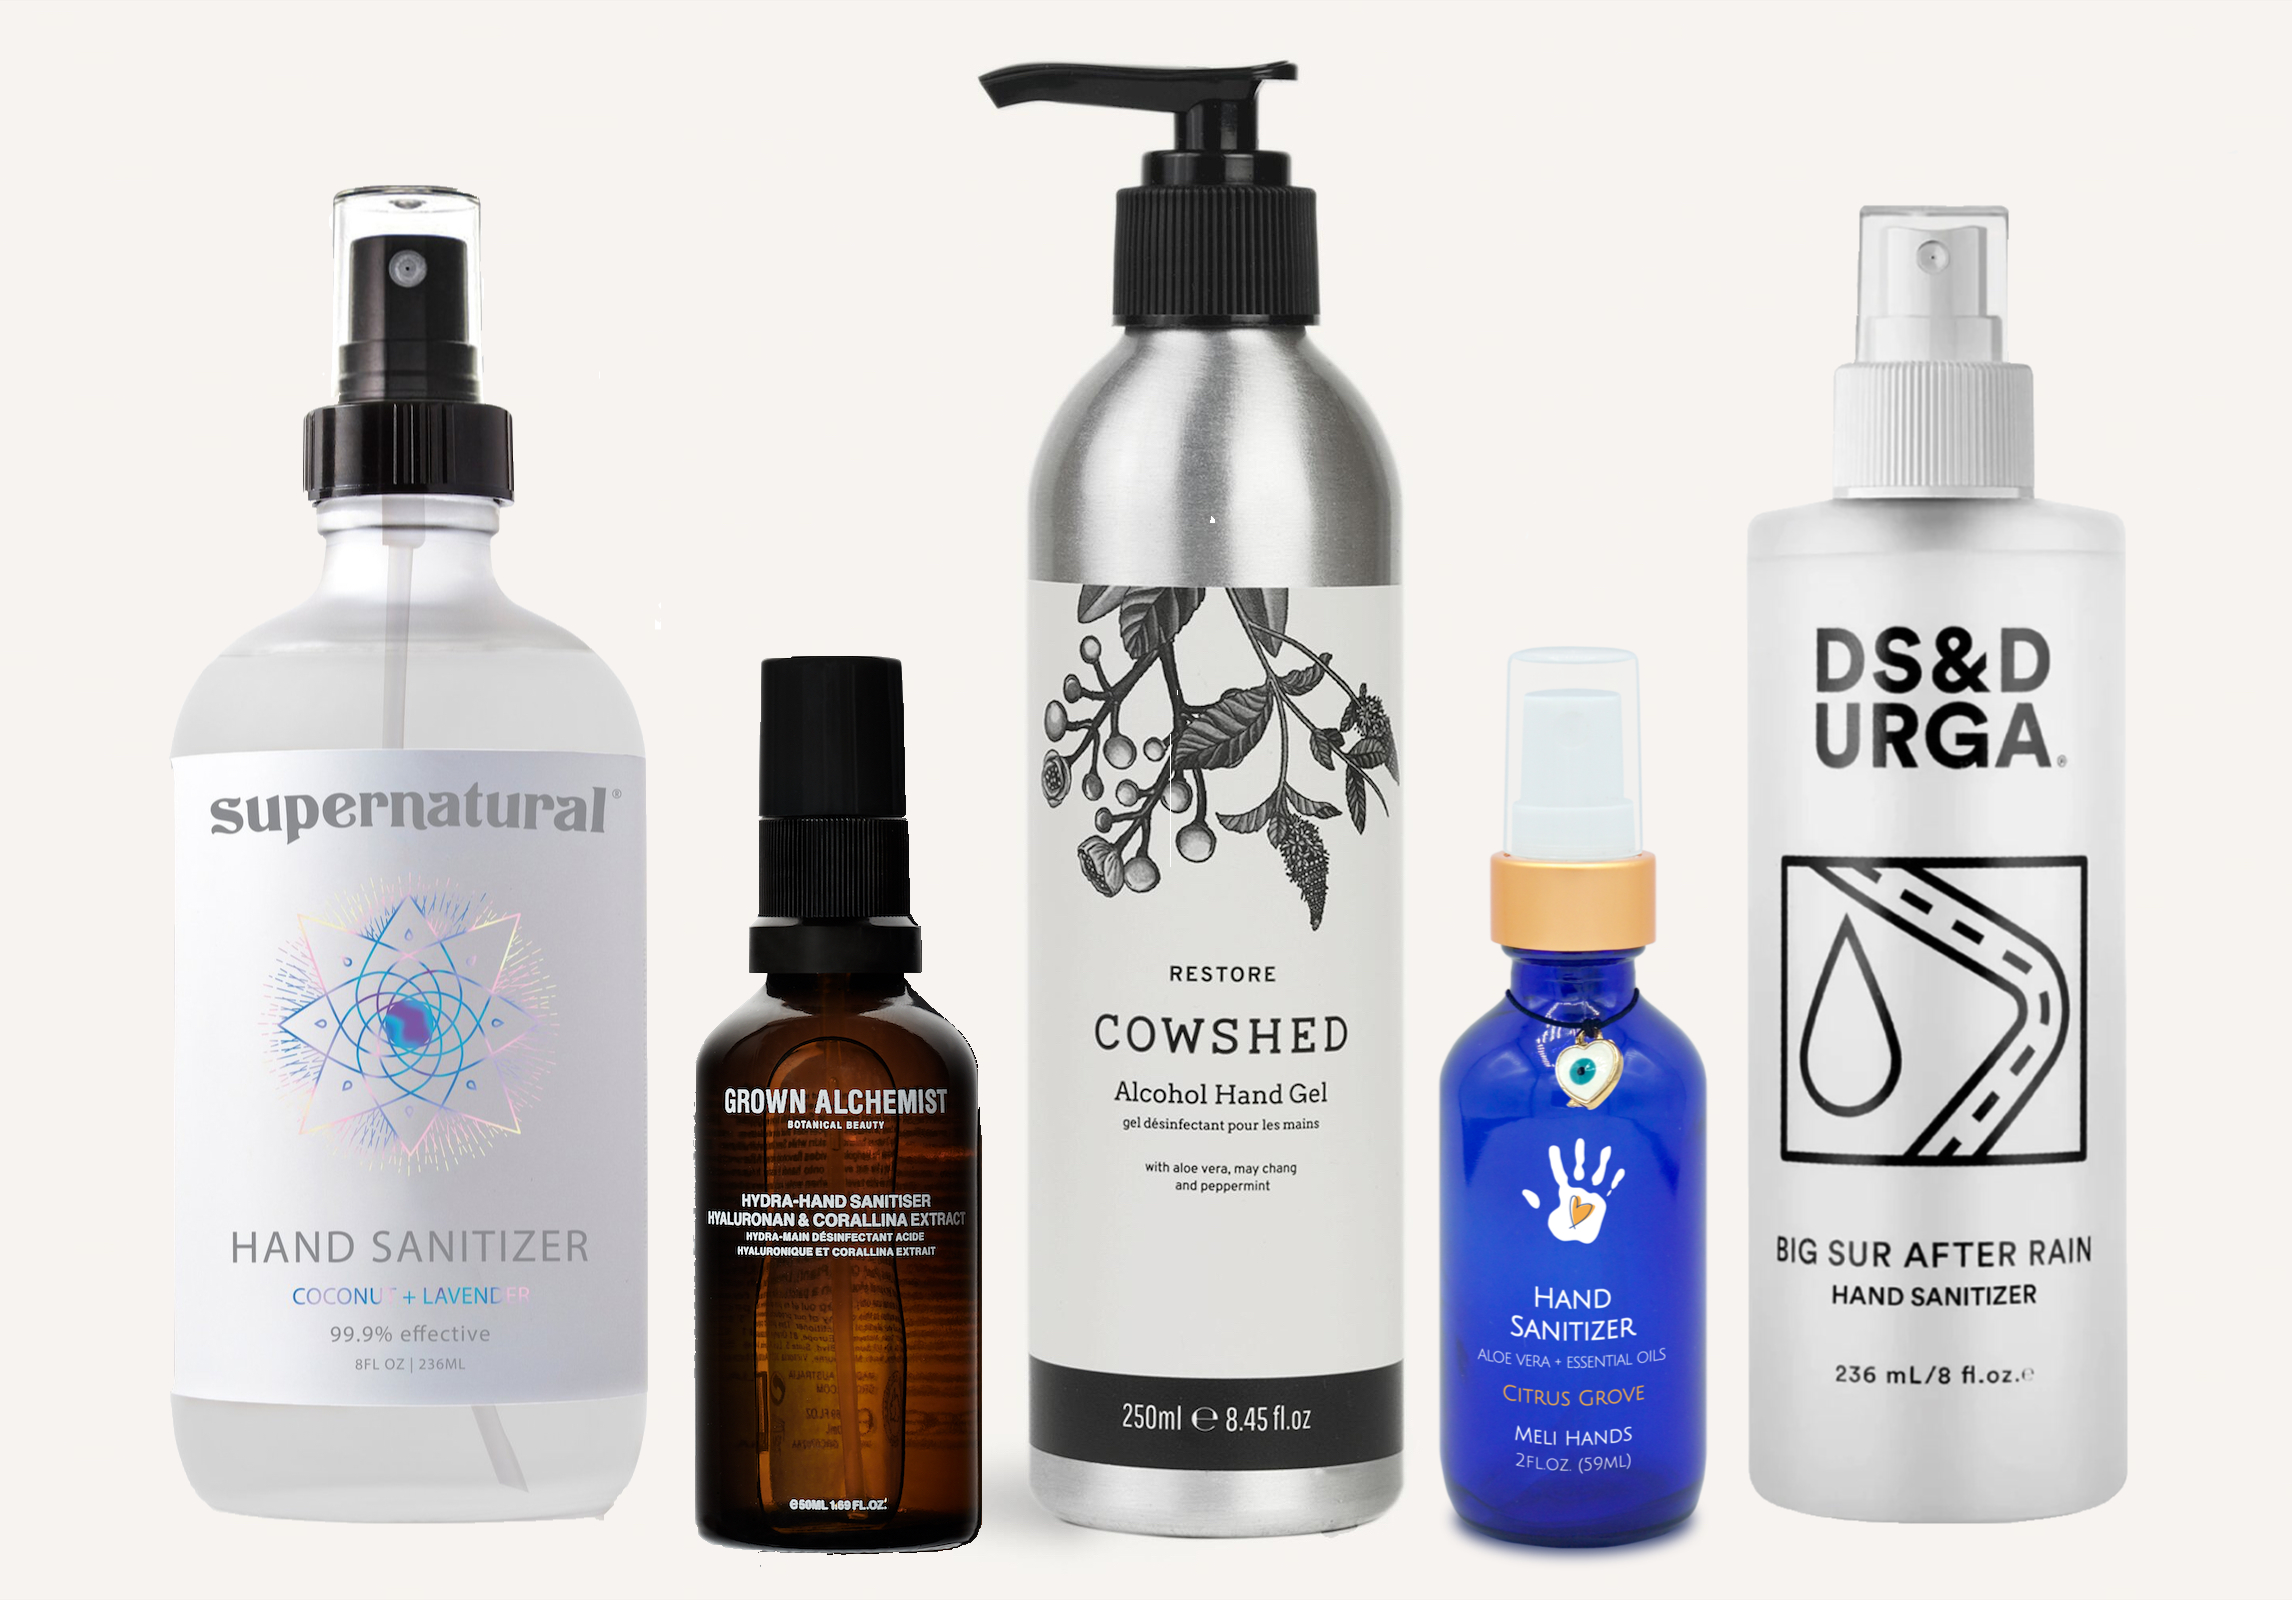 supernatural®
HAND SANITIZER
COCONUT + LAVENDER
99.9% effective
8FL OZ | 236ML
GROWN ALCHEMIST
BOTANICAL BEAUTY
HYDRA-HAND SANITISER
HYALURONAN & CORALLINA EXTRACT
HYDRA-MAIN DÉSINFECTANT ACIDE
HYALURONIQUE ET CORALLINA EXTRAIT
℮50ML 1.69 FL.OZ.
RESTORE
COWSHED
Alcohol Hand Gel
gel désinfectant pour les mains
with aloe vera, may chang
and peppermint
250ml ℮ 8.45 fl.oz
HAND
SANITIZER
ALOE VERA + ESSENTIAL OILS
CITRUS GROVE
MELI HANDS
2FL.OZ. (59ML)
DS&D
URGA®
BIG SUR AFTER RAIN
HAND SANITIZER
236 mL/8 fl.oz.℮